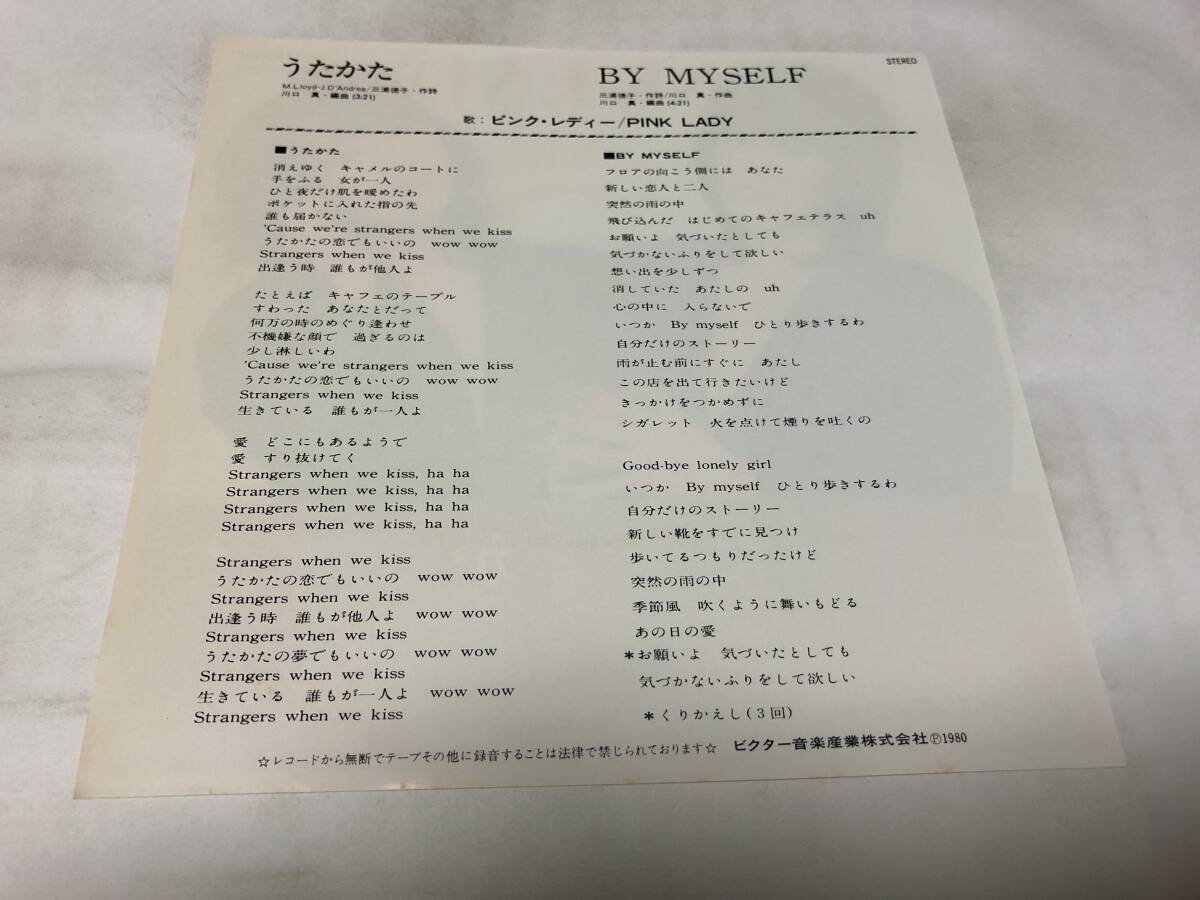 うたかた
M.Lloyd-J.D'Andrea/三浦徳子・作詩
川口 真・編曲(3:21)
BY MYSELF
三浦徳子・作詩/川口 真・作曲
川口 真・編曲(4:21)
STEREO
歌：ピンク・レディー/PINK LADY
■うたかた
消えゆく キャメルのコートに
手をふる 女が一人
ひと夜だけ肌を暖めたわ
ポケットに入れた指の先
誰も届かない
'Cause we're strangers when we kiss
うたかたの恋でもいいの wow wow
Strangers when we kiss
出逢う時 誰もが他人よ
たとえば キャフェのテーブル
すわった あなたとだって
何万の時のめぐり逢わせ
不機嫌な顔で 過ぎるのは
少し淋しいわ
'Cause we're strangers when we kiss
うたかたの恋でもいいの wow wow
Strangers when we kiss
生きている 誰もが一人よ
愛 どこにもあるようで
愛 すり抜けてく
Strangers when we kiss, ha ha
Strangers when we kiss, ha ha
Strangers when we kiss, ha ha
Strangers when we kiss, ha ha
Strangers when we kiss
うたかたの恋でもいいの wow wow
Strangers when we kiss
出逢う時 誰もが他人よ wow wow
Strangers when we kiss
うたかたの夢でもいいの wow wow
Strangers when we kiss
生きている 誰もが一人よ wow wow
Strangers when we kiss
■BY MYSELF
フロアの向こう側には あなた
新しい恋人と二人
突然の雨の中
飛び込んだ はじめてのキャフェテラス uh
お願いよ 気づいたとしても
気づかないふりをして欲しい
想い出を少しずつ
消していた あたしの uh
心の中に 入らないで
いつか By myself ひとり歩きするわ
自分だけのストーリー
雨が止む前にすぐに あたし
この店を出て行きたいけど
きっかけをつかめずに
シガレット 火を点けて煙りを吐くの
Good-bye lonely girl
いつか By myself ひとり歩きするわ
自分だけのストーリー
新しい靴をすでに見つけ
歩いてるつもりだったけど
突然の雨の中
季節風 吹くように舞いもどる
あの日の愛
＊お願いよ 気づいたとしても
気づかないふりをして欲しい
＊くりかえし(3回)
☆レコードから無断でテープその他に録音することは法律で禁じられております☆
ビクター音楽産業株式会社Ⓟ1980